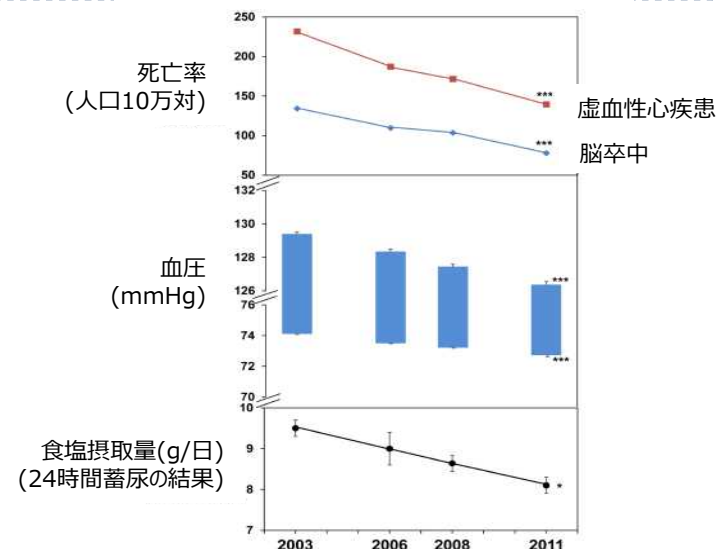 250
200
150
100
50
死亡率
(人口10万対)
***
虚血性心疾患
***
脳卒中
132
130
128
126
76
74
72
70
血圧
(mmHg)
***
***
10
9
8
7
食塩摂取量(g/日)
(24時間蓄尿の結果)
*
2003 2006 2008 2011